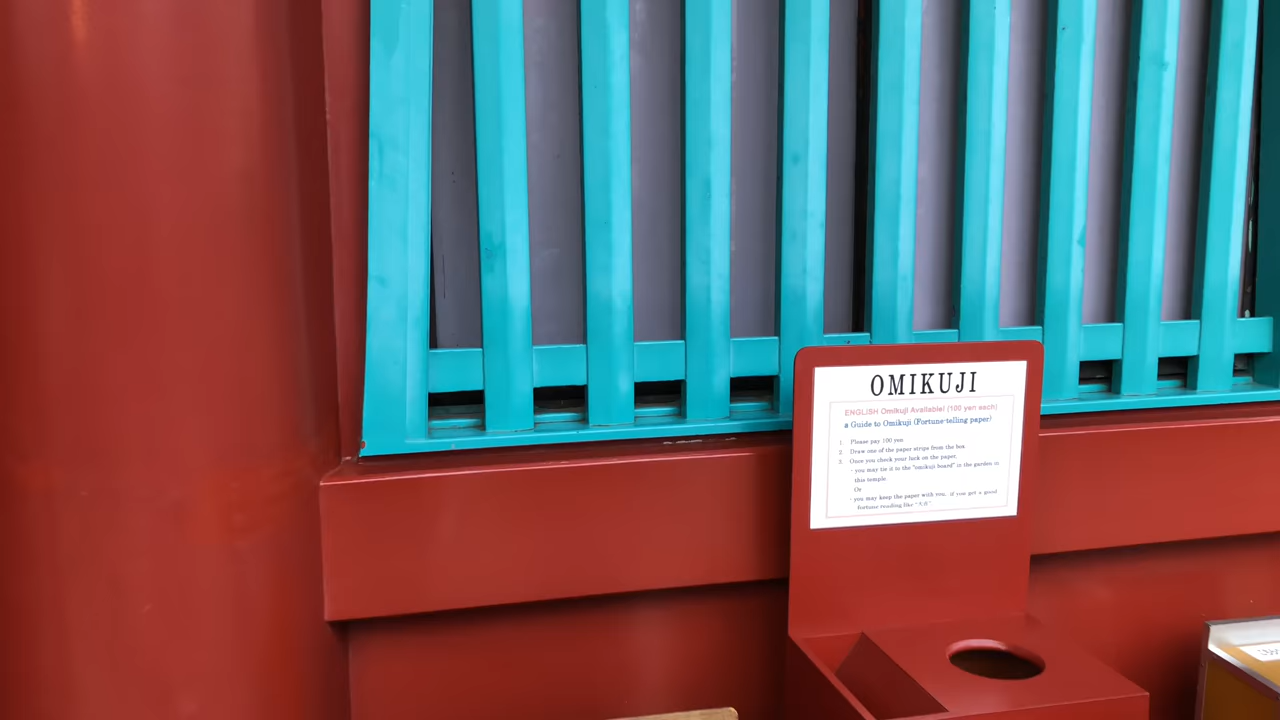 OMIKUJI
ENGLISH Omikuji Available! (100 yen each)
a Guide to Omikuji (Fortune-telling paper)
1. Please pay 100 yen
2. Draw one of the paper strips from the box.
3. Once you check your luck on the paper,
- you may tie it to the "omikuji board" in the garden in
this temple.
Or
- you may keep the paper with you, if you get a good
fortune reading like "大吉"